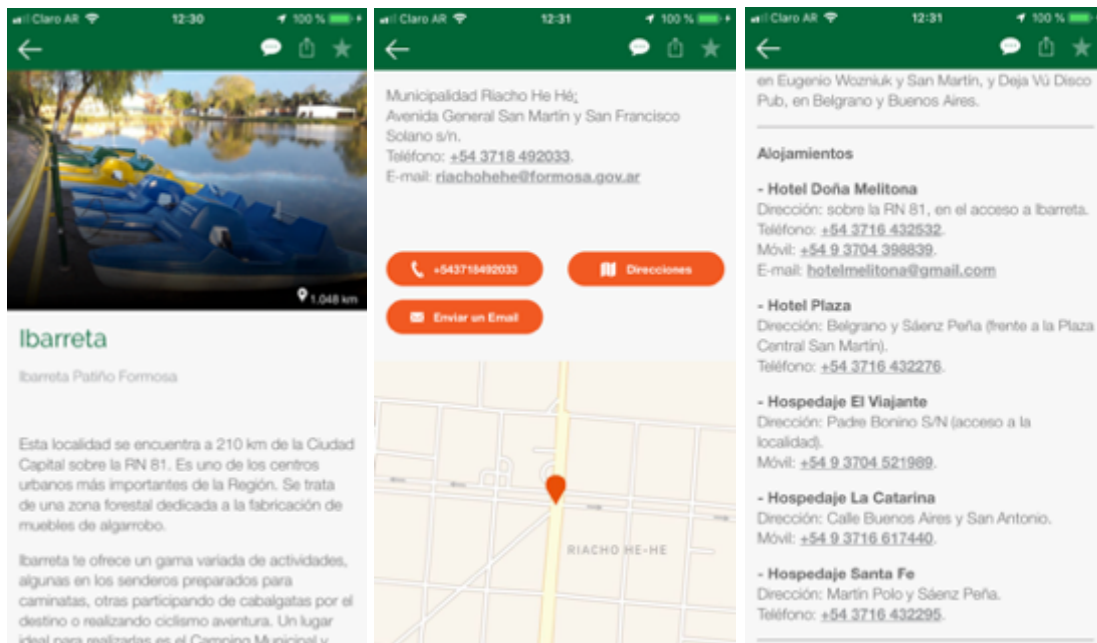 Claro AR
12:30
100 %
1.048 km
Ibarreta
Ibarreta Patiño Formosa
Esta localidad se encuentra a 210 km de la Ciudad
Capital sobre la RN 81. Es uno de los centros
urbanos más importantes de la Región. Se trata
de una zona forestal dedicada a la fabricación de
muebles de algarrobo.
Ibarreta te ofrece un gama variada de actividades,
algunas en los senderos preparados para
caminatas, otras participando de cabalgatas por el
destino o realizando ciclismo aventura. Un lugar
ideal para realizarlas es el Camping Municipal y
Claro AR
12:31
100 %
Municipalidad Riacho He Hé:
Avenida General San Martín y San Francisco
Solano s/n.
Teléfono: +54 3718 492033.
E-mail: riachohehe@formosa.gov.ar
+543718492033
Direcciones
Enviar un Email
RIACHO HE-HE
Claro AR
12:31
100 %
en Eugenio Wozniuk y San Martín, y Deja Vú Disco
Pub, en Belgrano y Buenos Aires.
Alojamientos
- Hotel Doña Melitona
Dirección: sobre la RN 81, en el acceso a Ibarreta.
Teléfono: +54 3716 432532.
Móvil: +54 9 3704 398839.
E-mail: hotelmelitona@gmail.com
- Hotel Plaza
Dirección: Belgrano y Sáenz Peña (frente a la Plaza
Central San Martín).
Teléfono: +54 3716 432276.
- Hospedaje El Viajante
Dirección: Padre Bonino S/N (acceso a la
localidad).
Móvil: +54 9 3704 521989.
- Hospedaje La Catarina
Dirección: Calle Buenos Aires y San Antonio.
Móvil: +54 9 3716 617440.
- Hospedaje Santa Fe
Dirección: Martín Polo y Sáenz Peña.
Teléfono: +54 3716 432295.